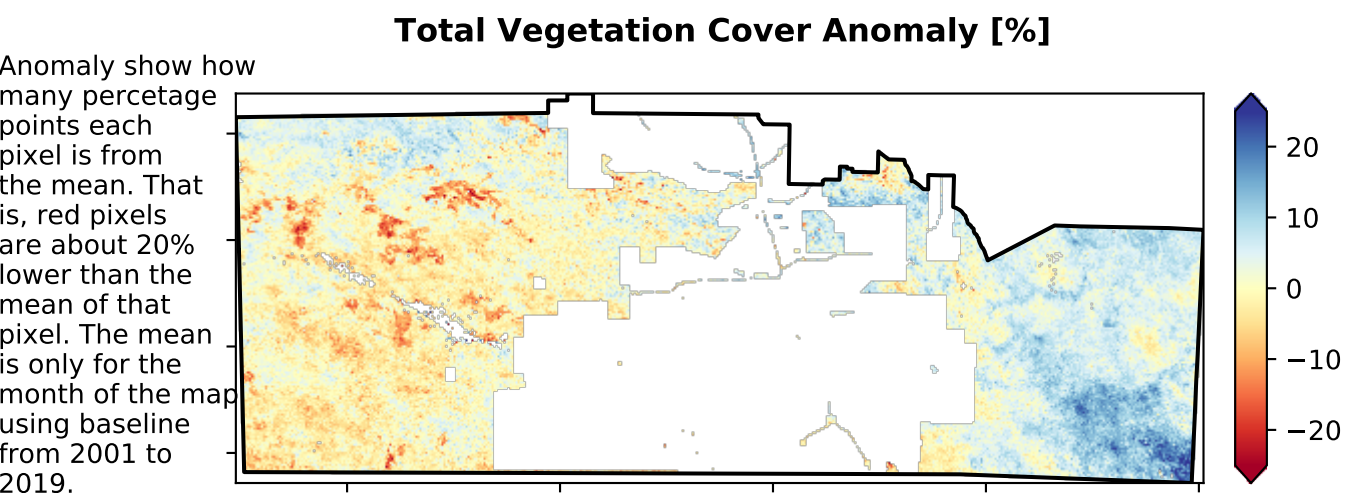 Total Vegetation Cover Anomaly [%]
Anomaly show how
many percetage
points each
pixel is from
the mean. That
is, red pixels
are about 20%
lower than the
mean of that
pixel. The mean
is only for the
month of the map
using baseline
from 2001 to
2019.
20
10
0
−10
−20